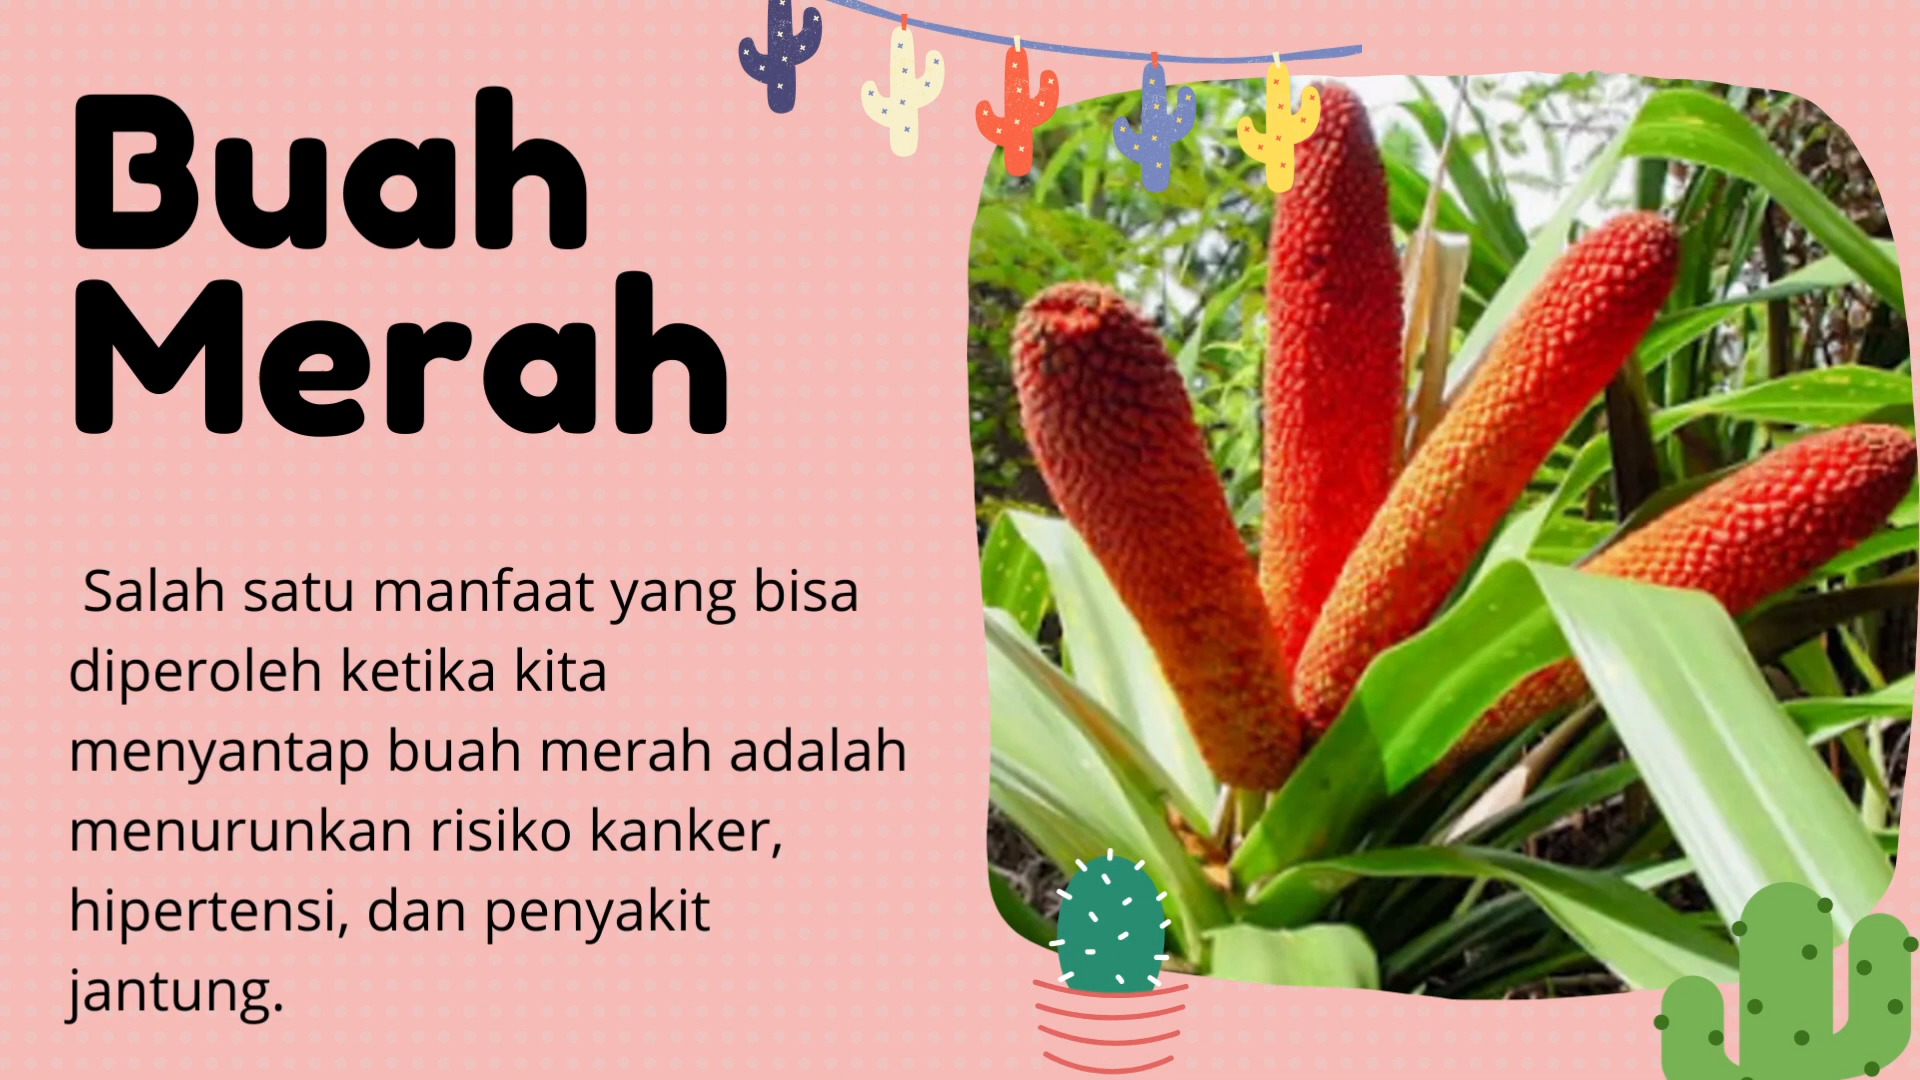 Buah
Merah
Salah satu manfaat yang bisa
diperoleh ketika kita
menyantap buah merah adalah
menurunkan risiko kanker,
hipertensi, dan penyakit
jantung.